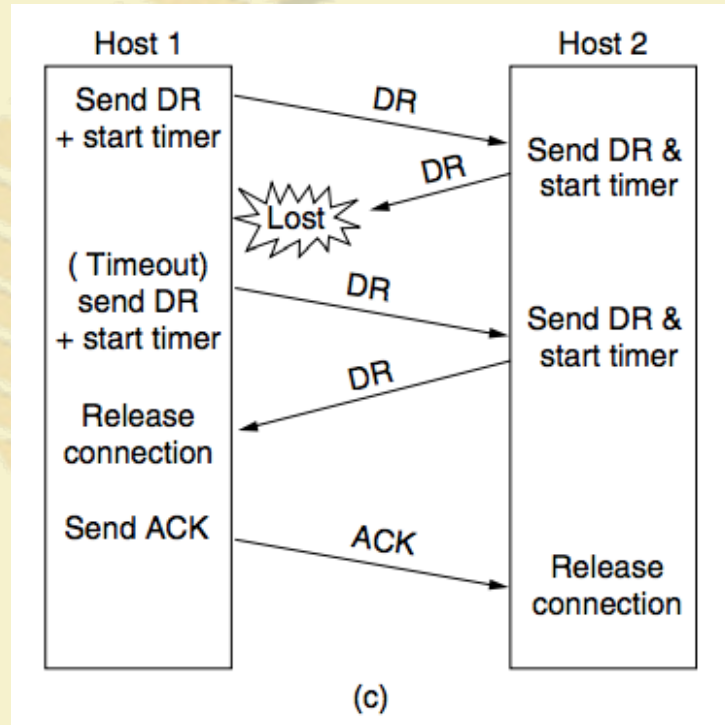 Host 1
Host 2
Send DR
+ start timer
DR
Send DR &
start timer
DR
Lost
( Timeout)
send DR
+ start timer
DR
Send DR &
start timer
DR
Release
connection
Send ACK
ACK
Release
connection
(c)